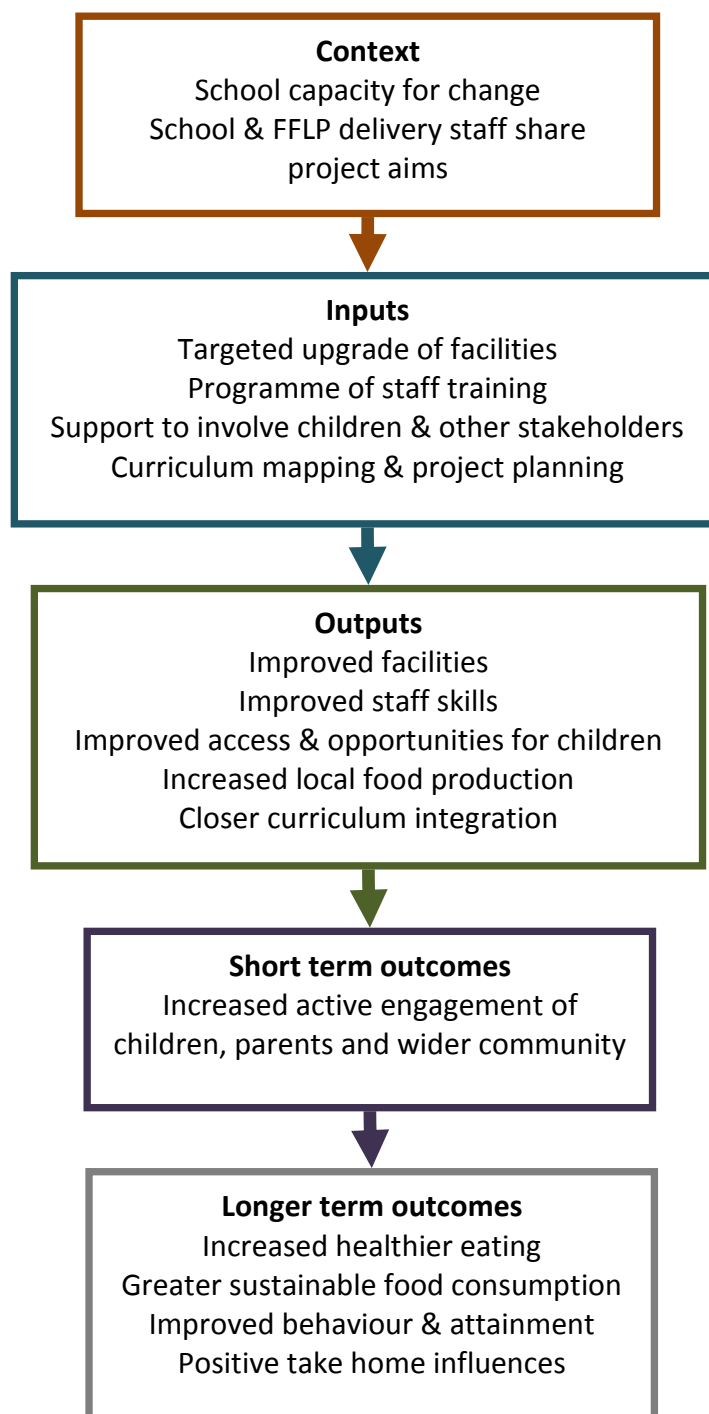 Context
School capacity for change
School & FFLP delivery staff share
project aims
Inputs
Targeted upgrade of facilities
Programme of staff training
Support to involve children & other stakeholders
Curriculum mapping & project planning
Outputs
Improved facilities
Improved staff skills
Improved access & opportunities for children
Increased local food production
Closer curriculum integration
Short term outcomes
Increased active engagement of
children, parents and wider community
Longer term outcomes
Increased healthier eating
Greater sustainable food consumption
Improved behaviour & attainment
Positive take home influences